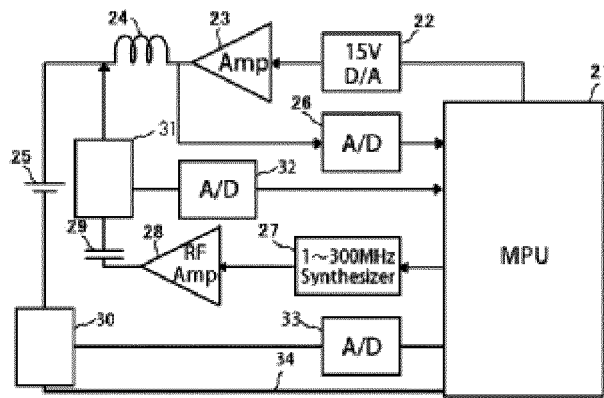 24
23
Amp
22
15V
D/A
31
26
A/D
25
32
A/D
29
28
RF
Amp
27
1~300MHz
Synthesizer
MPU
30
33
A/D
34